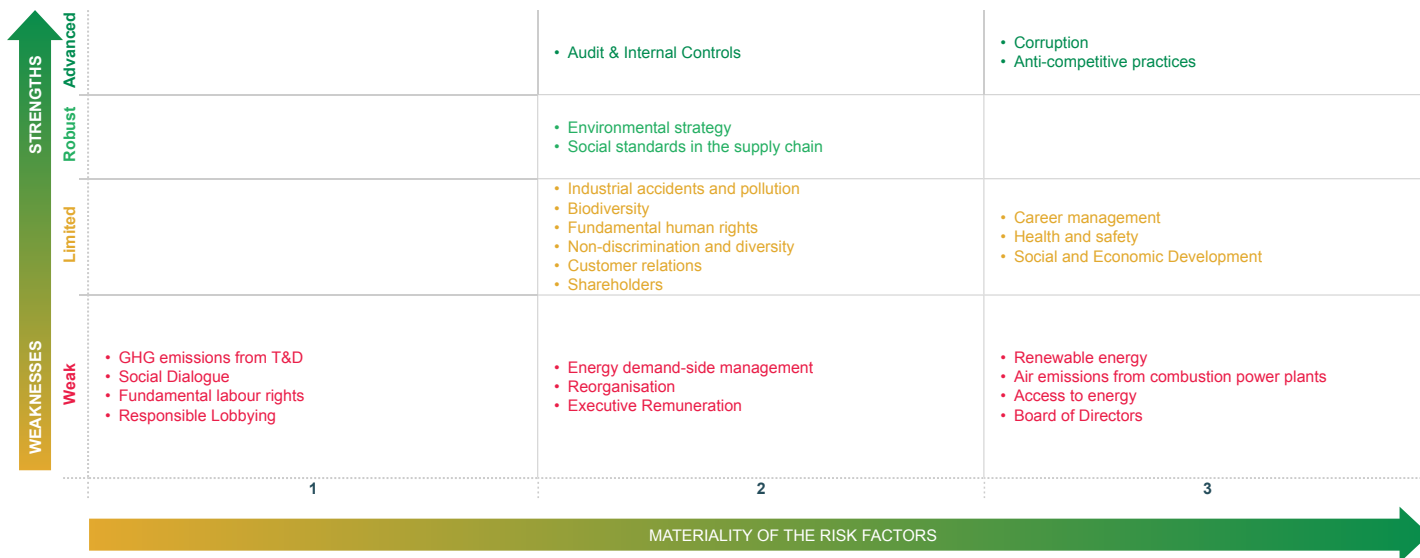 STRENGTHS
WEAKNESSES
Advanced
• Audit & Internal Controls
• Corruption
• Anti-competitive practices
Robust
• Environmental strategy
• Social standards in the supply chain
Limited
• Industrial accidents and pollution
• Biodiversity
• Fundamental human rights
• Non-discrimination and diversity
• Customer relations
• Shareholders
• Career management
• Health and safety
• Social and Economic Development
Weak
• GHG emissions from T&D
• Social Dialogue
• Fundamental labour rights
• Responsible Lobbying
• Energy demand-side management
• Reorganisation
• Executive Remuneration
• Renewable energy
• Air emissions from combustion power plants
• Access to energy
• Board of Directors
1
2
3
MATERIALITY OF THE RISK FACTORS